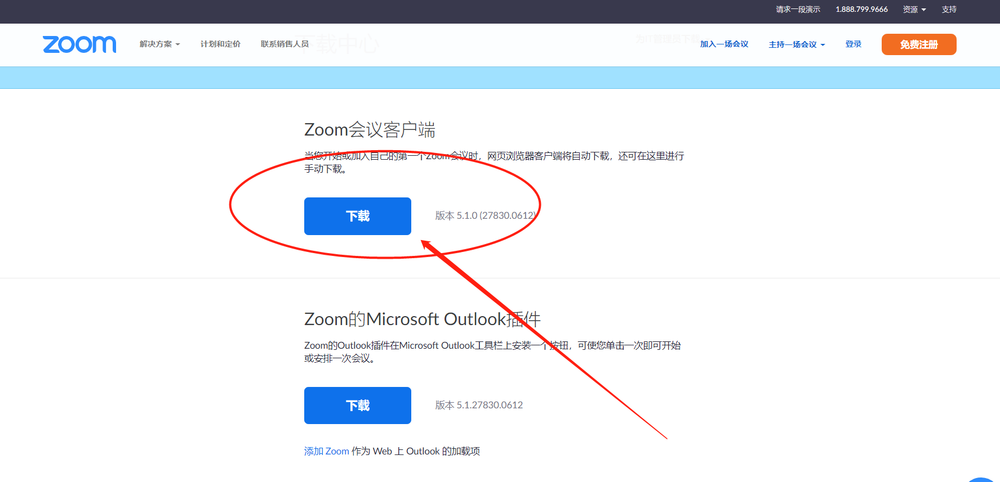 请求一段演示 1.888.799.9666 资源 支持
zoom 解决方案 计划和定价 联系销售人员 下载中心 为IT管理员下载 加入一场会议 主持一场会议 登录 免费注册
Zoom会议客户端
当您开始或加入自己的第一个Zoom会议时，网页浏览器客户端将自动下载，还可在这里进行
手动下载。
下载 版本 5.1.0 (27830.0612)
Zoom的Microsoft Outlook插件
Zoom的Outlook插件在Microsoft Outlook工具栏上安装一个按钮，可使您单击一次即可开始
或安排一次会议。
下载 版本 5.1.27830.0612
添加 Zoom 作为 Web 上 Outlook 的加载项